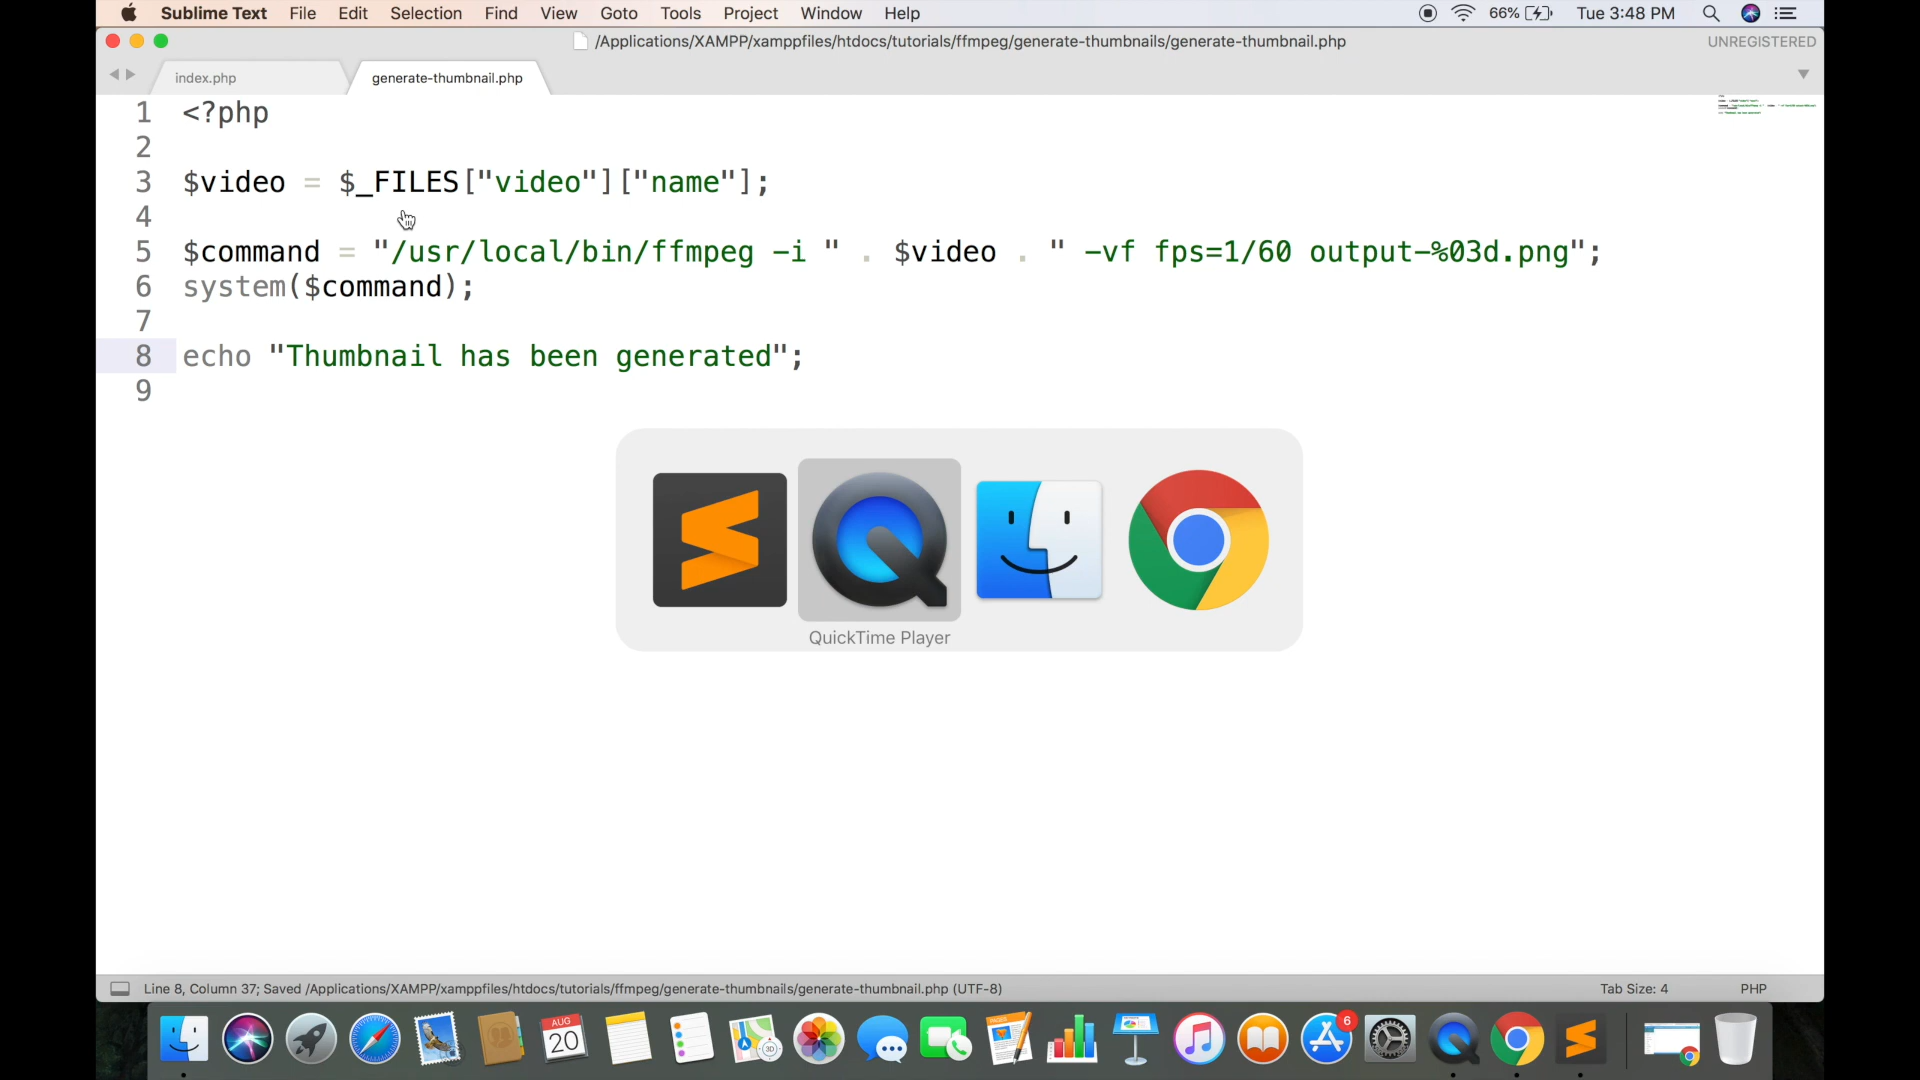 Sublime Text File Edit Selection Find View Goto Tools Project Window Help 66% Tue 3:48 PM
/Applications/XAMPP/xamppfiles/htdocs/tutorials/ffmpeg/generate-thumbnails/generate-thumbnail.php UNREGISTERED
index.php generate-thumbnail.php
1 <?php
2
3 $video = $_FILES["video"]["name"];
4
5 $command = "/usr/local/bin/ffmpeg -i " . $video . " -vf fps=1/60 output-%03d.png";
6 system($command);
7
8 echo "Thumbnail has been generated";
9
QuickTime Player
Line 8, Column 37; Saved /Applications/XAMPP/xamppfiles/htdocs/tutorials/ffmpeg/generate-thumbnails/generate-thumbnail.php (UTF-8) Tab Size: 4 PHP
AUG
20
3D
6